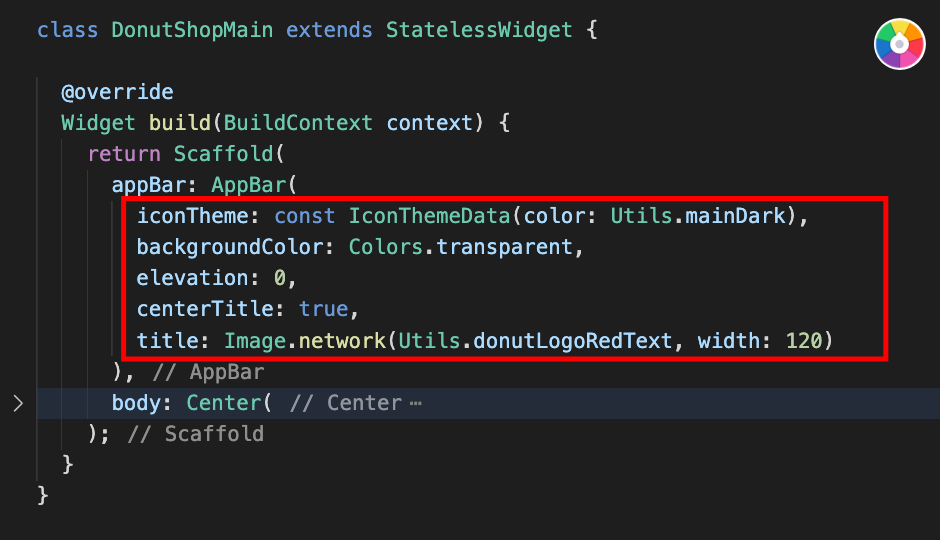 class DonutShopMain extends StatelessWidget {
@override
Widget build(BuildContext context) {
return Scaffold(
appBar: AppBar(
iconTheme: const IconThemeData(color: Utils.mainDark),
backgroundColor: Colors.transparent,
elevation: 0,
centerTitle: true,
title: Image.network(Utils.donutLogoRedText, width: 120)
), // AppBar
body: Center( // Center ⋯
); // Scaffold
}
}